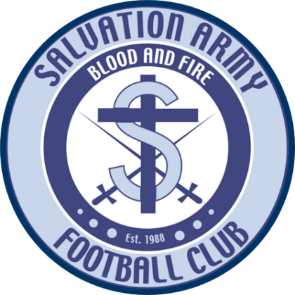 SALVATION ARMY
BLOOD AND FIRE
S
Est. 1988
FOOTBALL CLUB